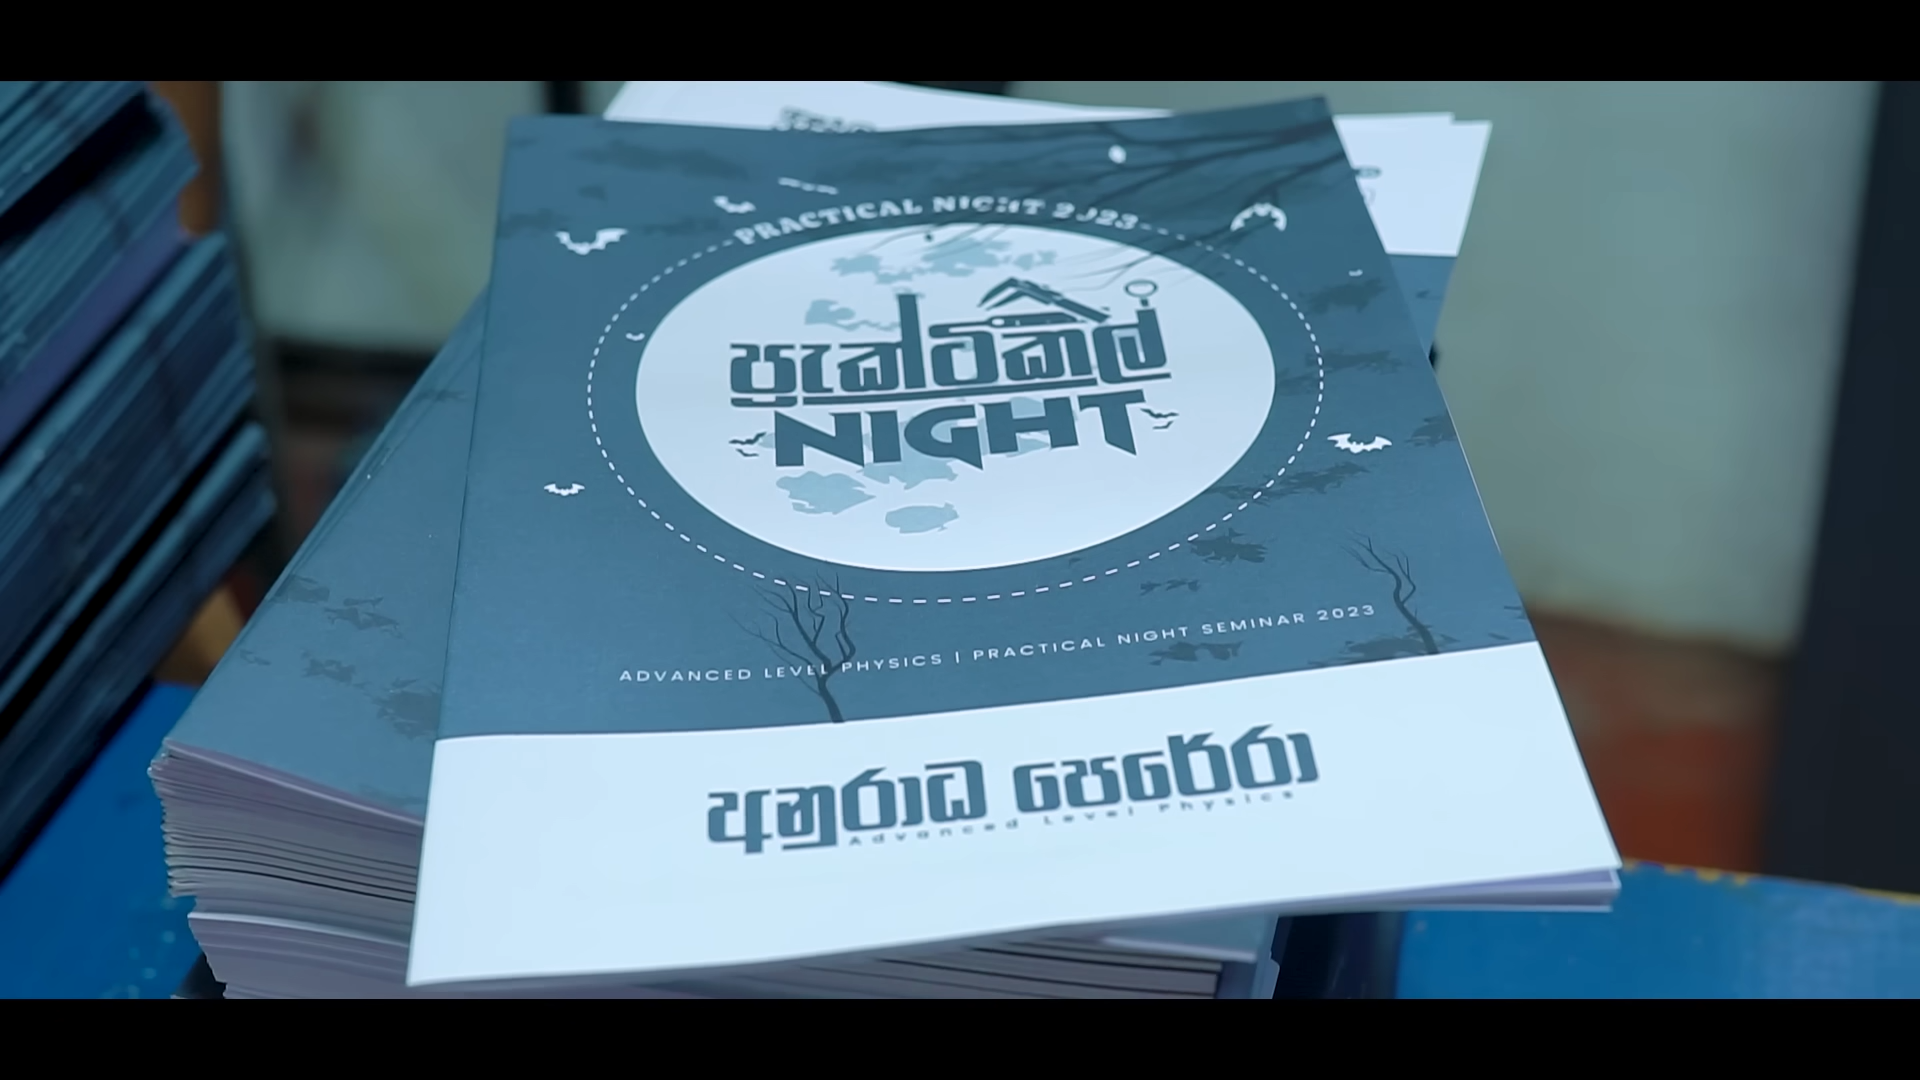 PRACTICAL NIGHT 2023
ප්‍රැක්ටිකල්
NIGHT
ADVANCED LEVEL PHYSICS | PRACTICAL NIGHT SEMINAR 2023
අනුරාධ පෙරේරා
Advanced Level Physics